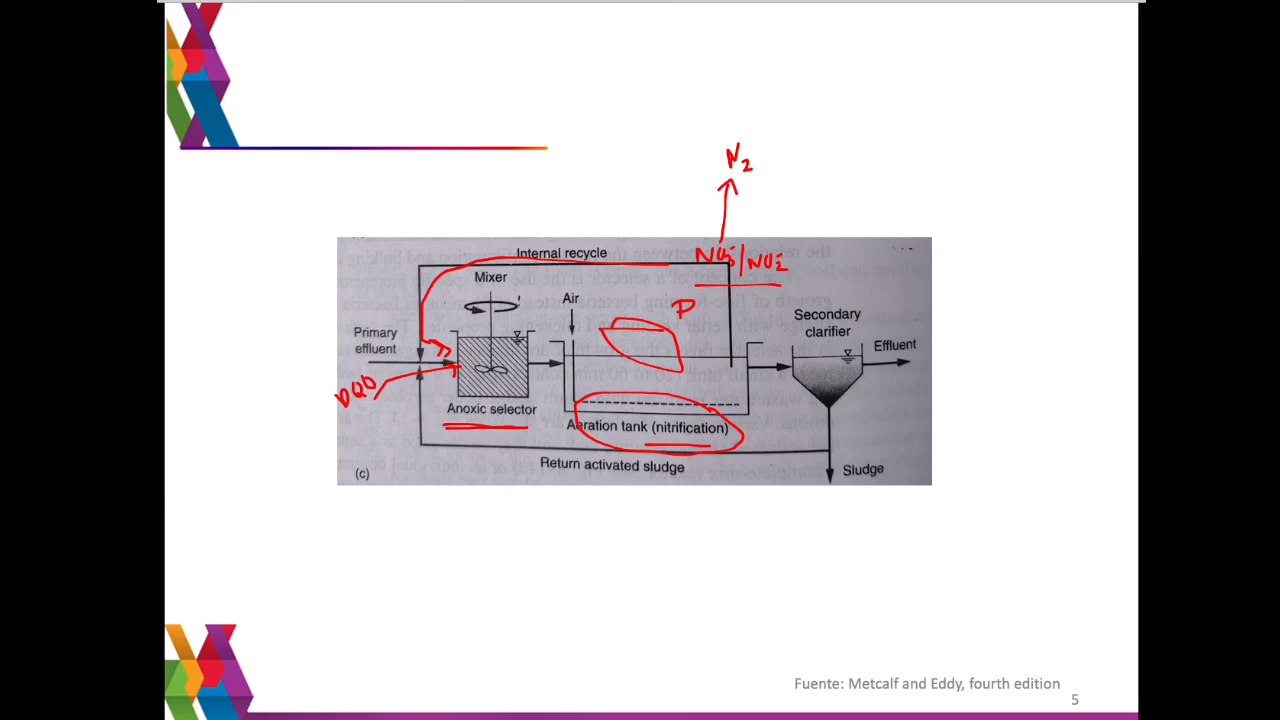 N2
Internal recycle
NO3-/NO2-
Mixer
Air
P
Primary
effluent
Secondary
clarifier
Effluent
DQO
Anoxic selector
Aeration tank (nitrification)
Return activated sludge
Sludge
(c)
Fuente: Metcalf and Eddy, fourth edition
5